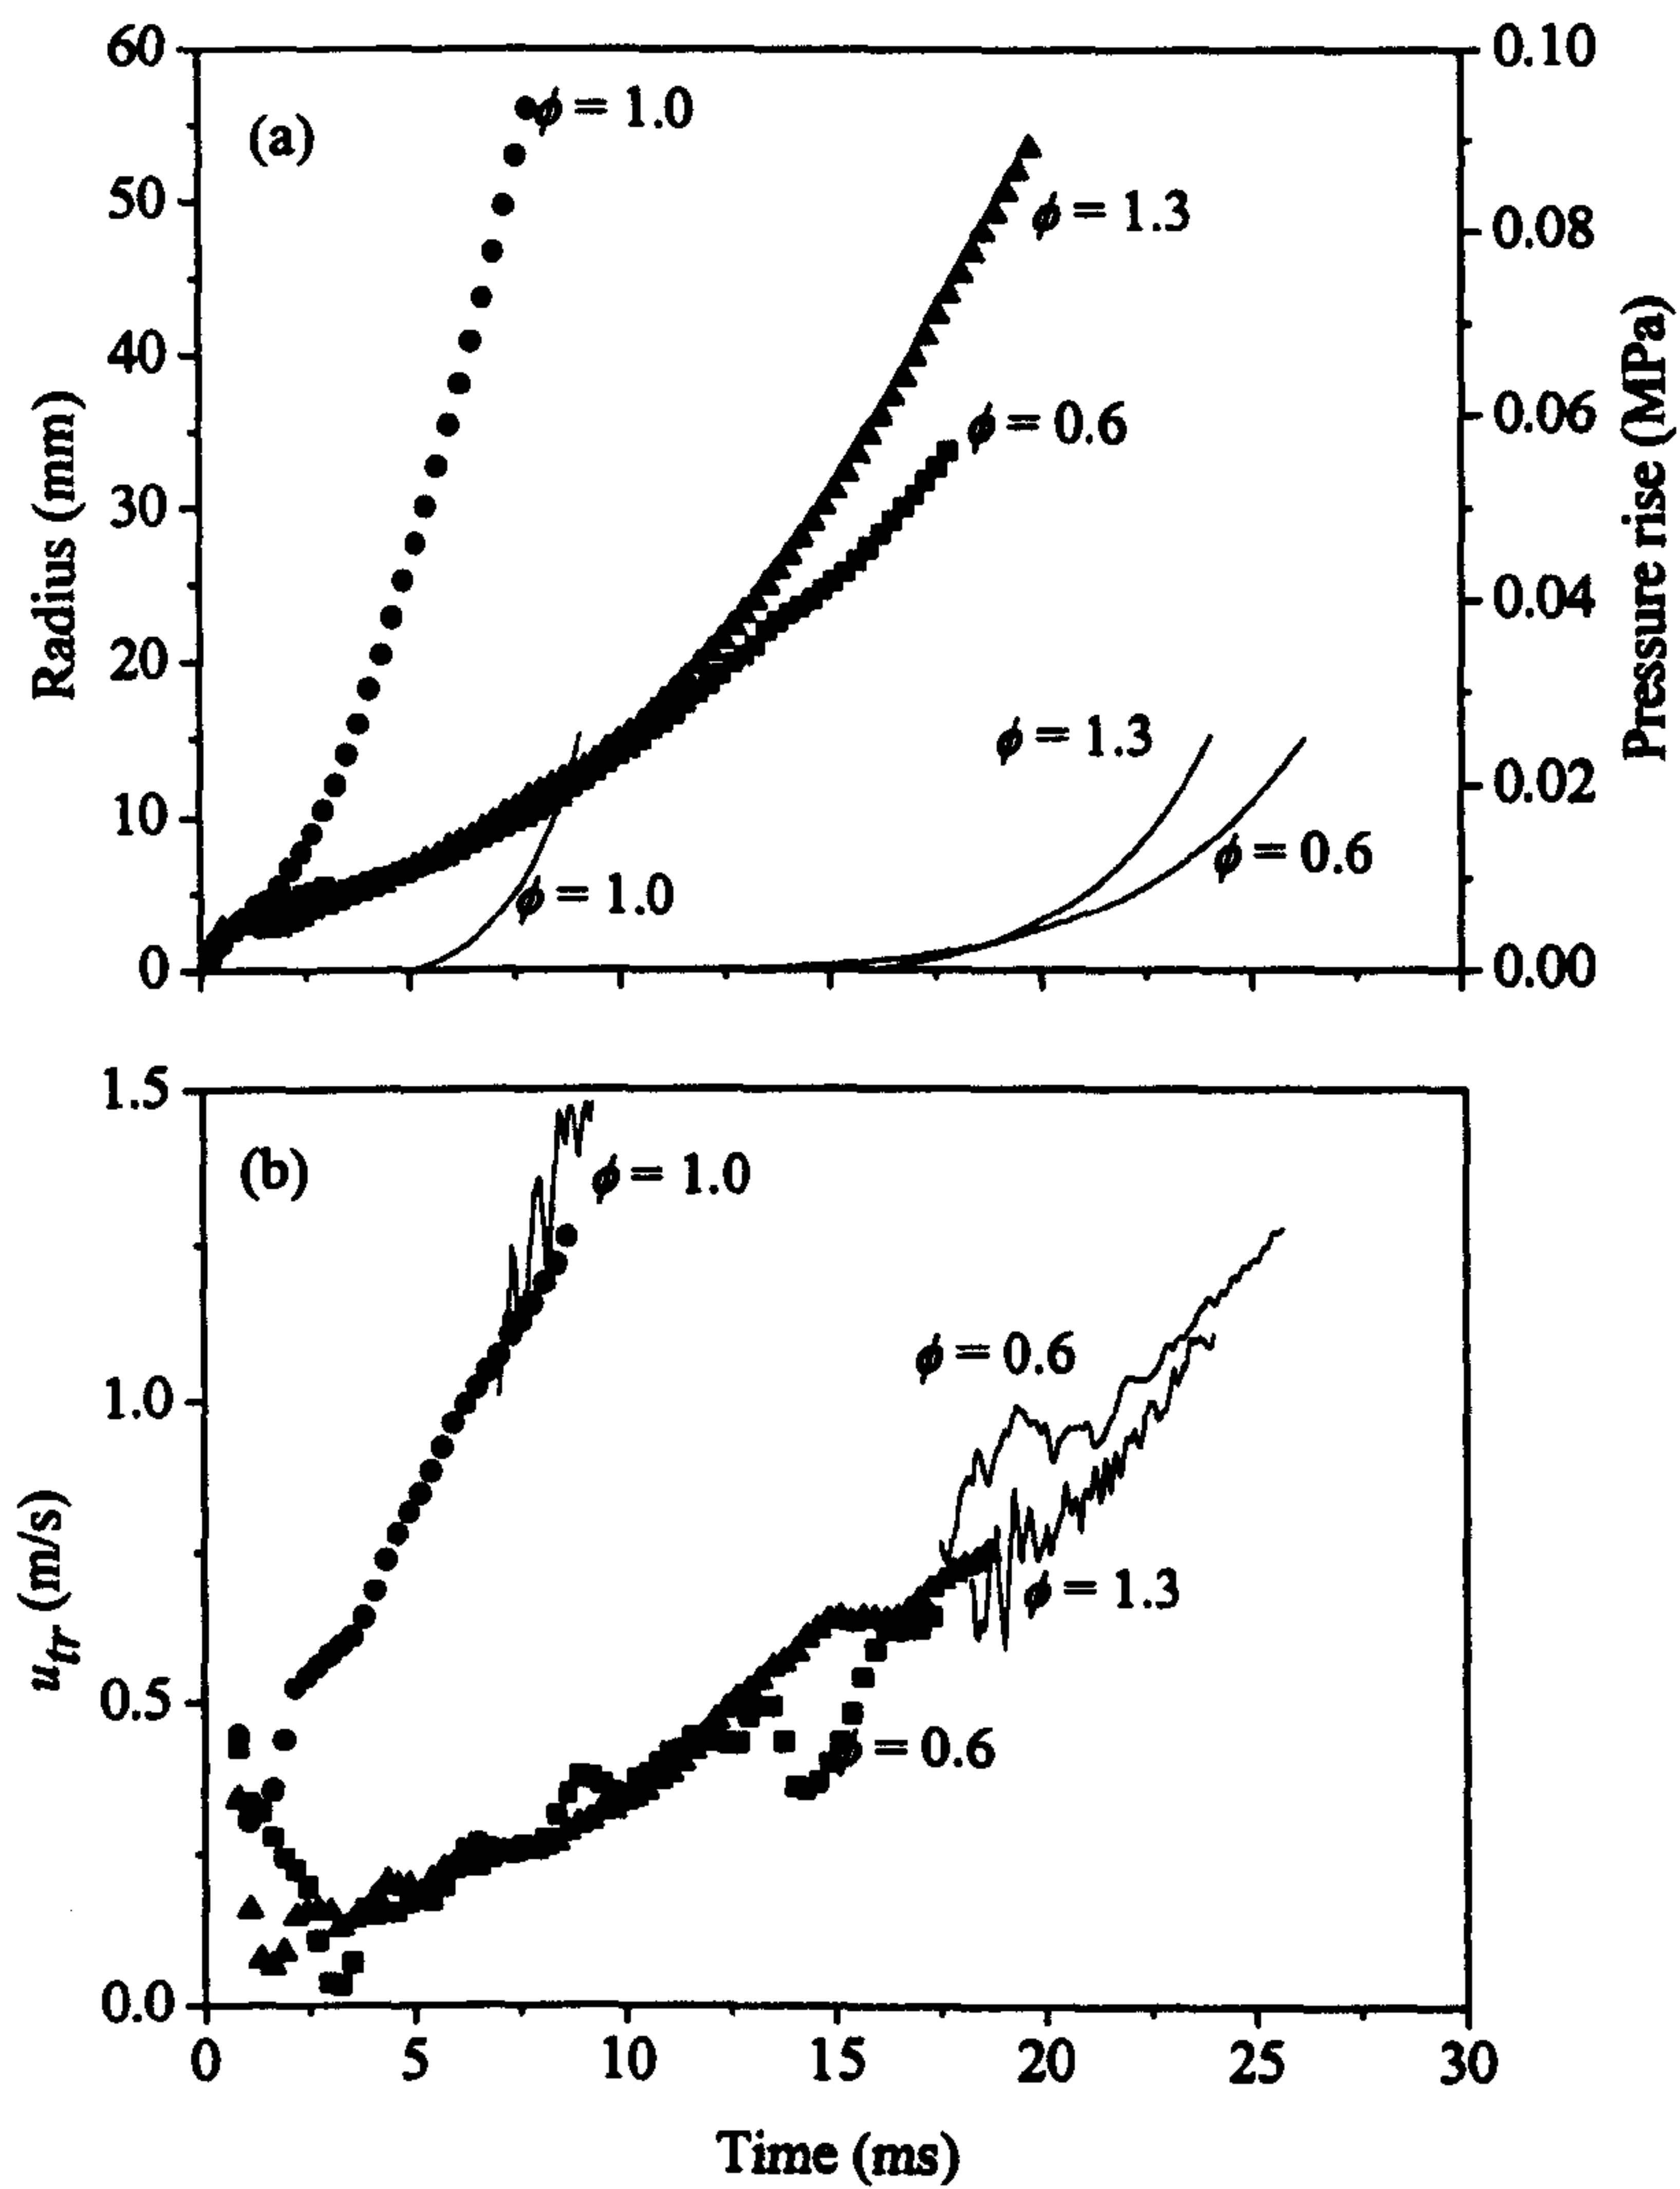 60
0.10
(a)
ϕ = 1.0
50
ϕ = 1.3
0.08
40
ϕ = 0.6
0.06
Radius (mm)
Pressure rise (MPa)
30
0.04
20
ϕ = 1.3
0.02
10
ϕ = 0.6
ϕ = 1.0
0
0.00
1.5
(b)
ϕ = 1.0
ϕ = 0.6
1.0
u_tr (m/s)
ϕ = 1.3
0.5
ϕ = 0.6
0.0
0 5 10 15 20 25 30
Time (ms)